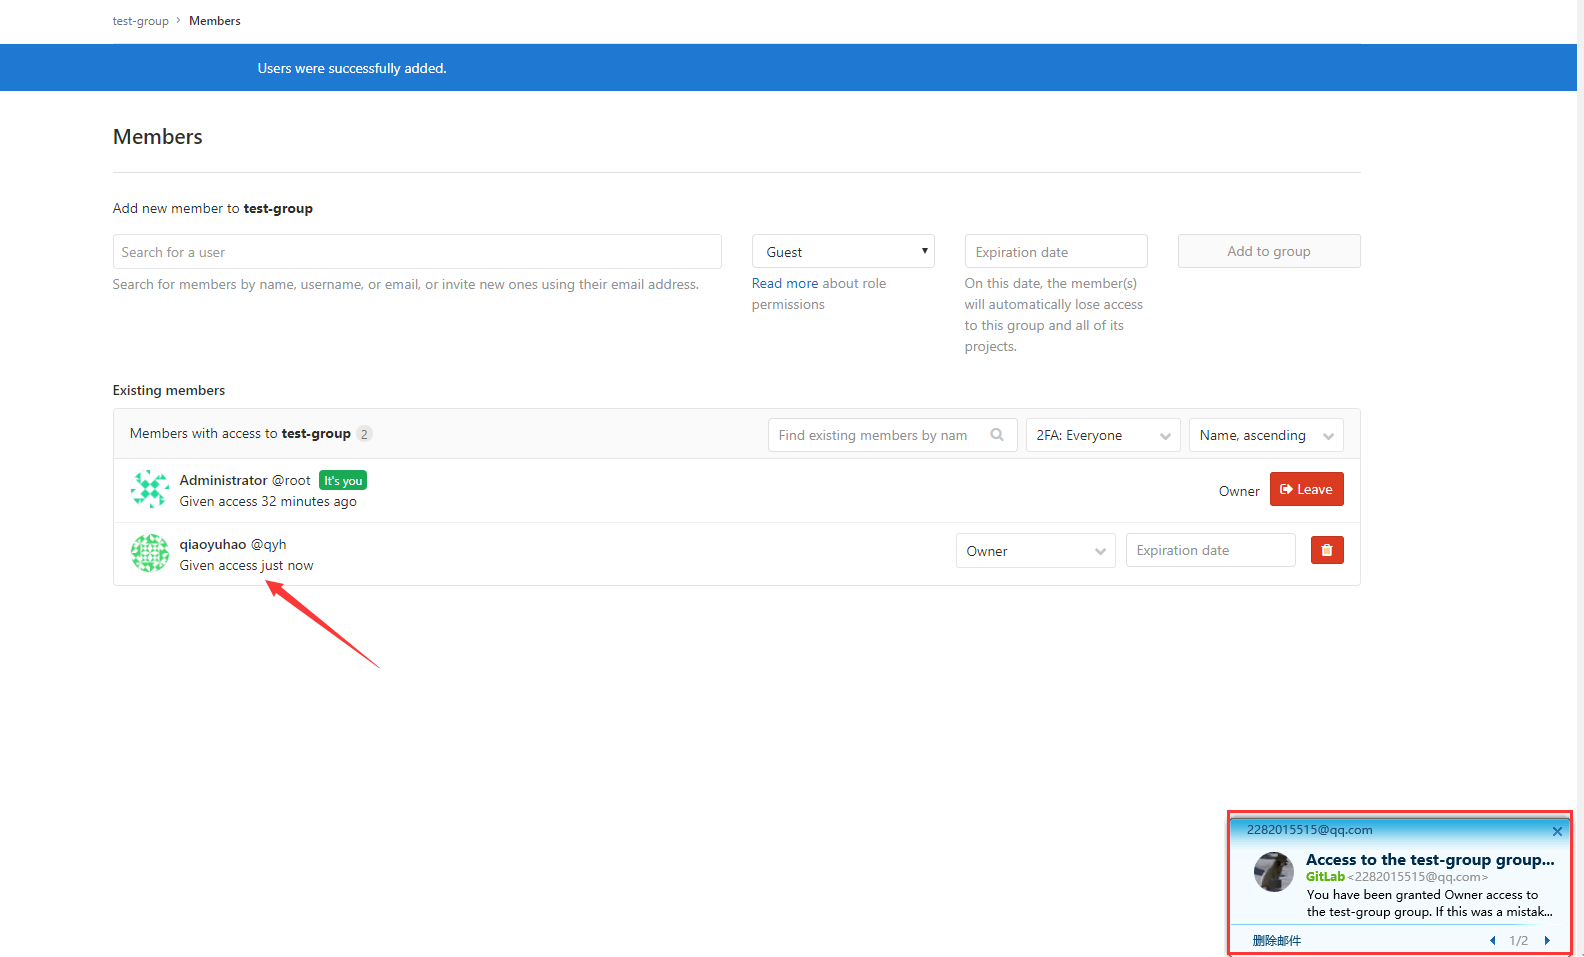 test-group › Members
Users were successfully added.
Members
Add new member to test-group
Search for a user
Guest
Expiration date
Add to group
Search for members by name, username, or email, or invite new ones using their email address.
Read more about role
permissions
On this date, the member(s)
will automatically lose access
to this group and all of its
projects.
Existing members
Members with access to test-group 2
Find existing members by nam
2FA: Everyone
Name, ascending
Administrator @root It's you
Given access 32 minutes ago
Owner
Leave
qiaoyuhao @qyh
Given access just now
Owner
Expiration date
2282015515@qq.com
Access to the test-group group...
GitLab <2282015515@qq.com>
You have been granted Owner access to
the test-group group. If this was a mistak...
删除邮件
1/2